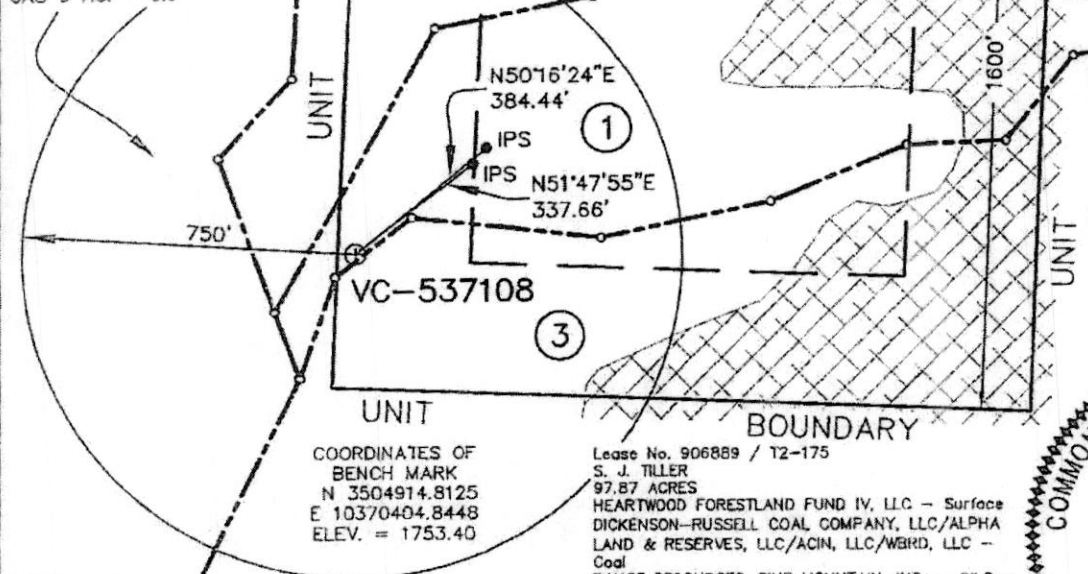 UNIT
1600'
N50°16'24"E
384.44'
1
IPS
IPS
N51°47'55"E
337.66'
750'
VC-537108
3
UNIT
UNIT
BOUNDARY
COORDINATES OF
BENCH MARK
N 3504914.8125
E 10370404.8448
ELEV. = 1753.40
Lease No. 906889 / T2-175
S. J. TILLER
97.87 ACRES
HEARTWOOD FORESTLAND FUND IV, LLC - Surface
DICKENSON-RUSSELL COAL COMPANY, LLC/ALPHA
LAND & RESERVES, LLC/ACIN, LLC/WBRD, LLC -
Coal
COMMO